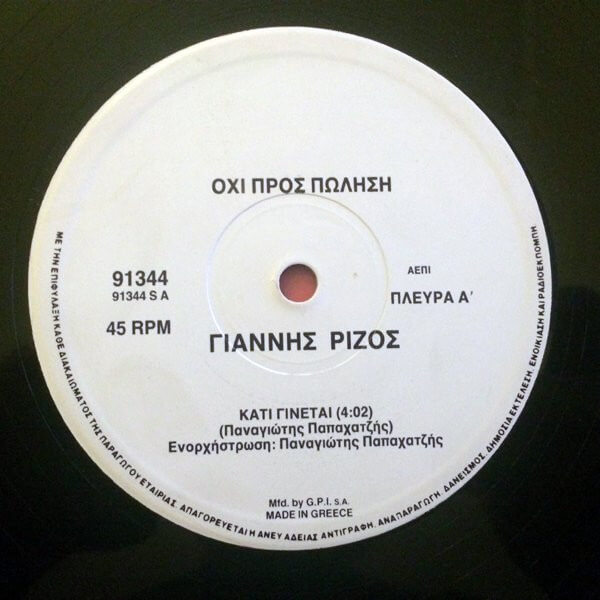 ΟΧΙ ΠΡΟΣ ΠΩΛΗΣΗ
91344
91344 S A
45 RPM
ΑΕΠΙ
ΠΛΕΥΡΑ Α'
ΓΙΑΝΝΗΣ ΡΙΖΟΣ
ΚΑΤΙ ΓΙΝΕΤΑΙ (4:02)
(Παναγιώτης Παπαχατζής)
Ενορχήστρωση: Παναγιώτης Παπαχατζής
Mfd. by G.P.I. S.A.
MADE IN GREECE
ΜΕ ΤΗΝ ΕΠΙΦΥΛΑΞΗ ΚΑΘΕ ΔΙΚΑΙΩΜΑΤΟΣ ΤΗΣ ΠΑΡΑΓΩΓΟΥ ΕΤΑΙΡΙΑΣ. ΑΠΑΓΟΡΕΥΕΤΑΙ Η ΑΝΕΥ ΑΔΕΙΑΣ ΑΝΤΙΓΡΑΦΗ, ΑΝΑΠΑΡΑΓΩΓΗ, ΔΑΝΕΙΣΜΟΣ, ΔΗΜΟΣΙΑ ΕΚΤΕΛΕΣΗ, ΕΝΟΙΚΙΑΣΗ ΚΑΙ ΡΑΔΙΟΕΚΠΟΜΠΗ